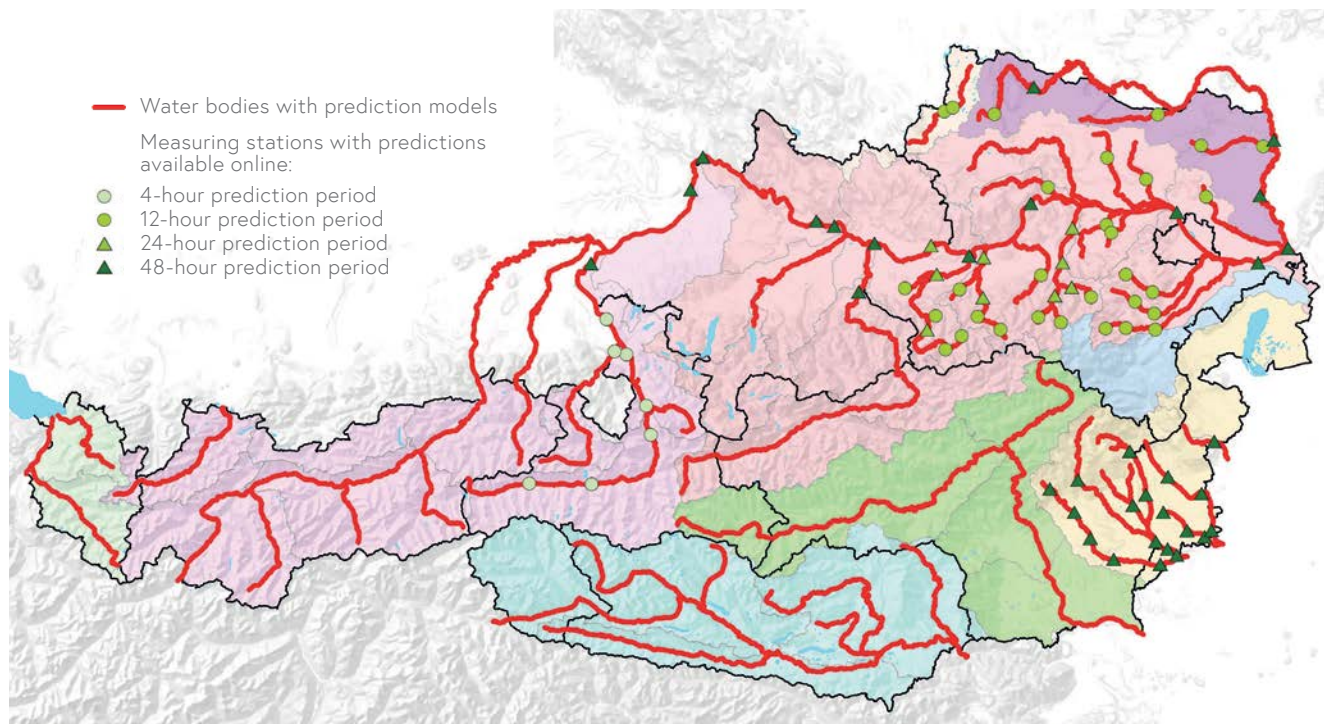 Water bodies with prediction models
Measuring stations with predictions
available online:
4-hour prediction period
12-hour prediction period
24-hour prediction period
48-hour prediction period